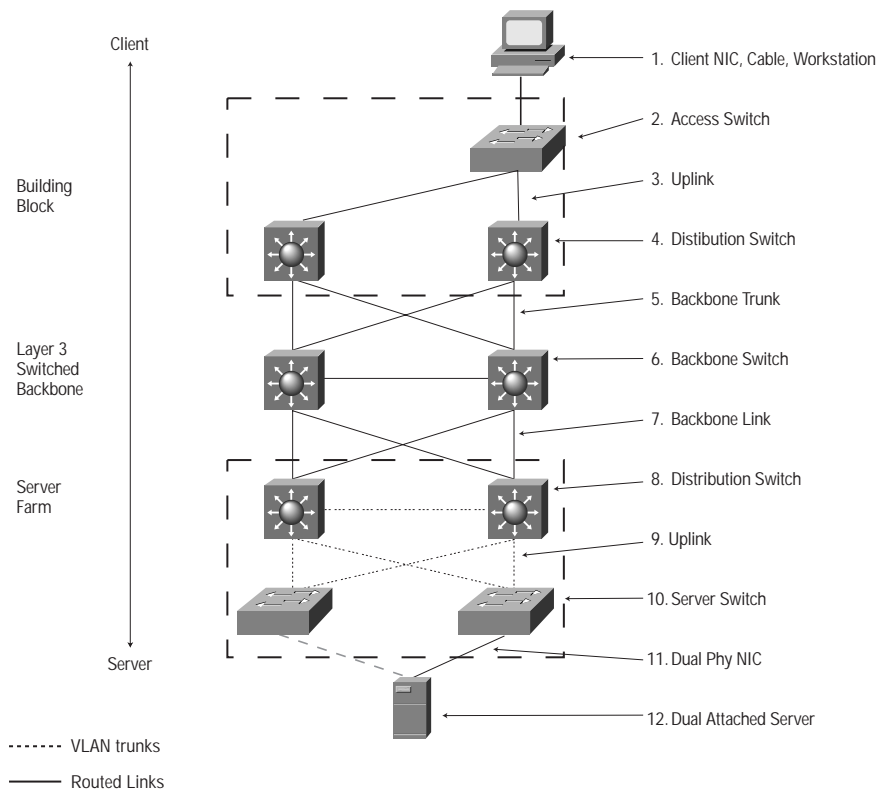 Client
1. Client NIC, Cable, Workstation
2. Access Switch
Building
Block
3. Uplink
4. Distibution Switch
5. Backbone Trunk
Layer 3
Switched
Backbone
6. Backbone Switch
7. Backbone Link
Server
Farm
8. Distribution Switch
9. Uplink
10. Server Switch
Server
11. Dual Phy NIC
12. Dual Attached Server
VLAN trunks
Routed Links